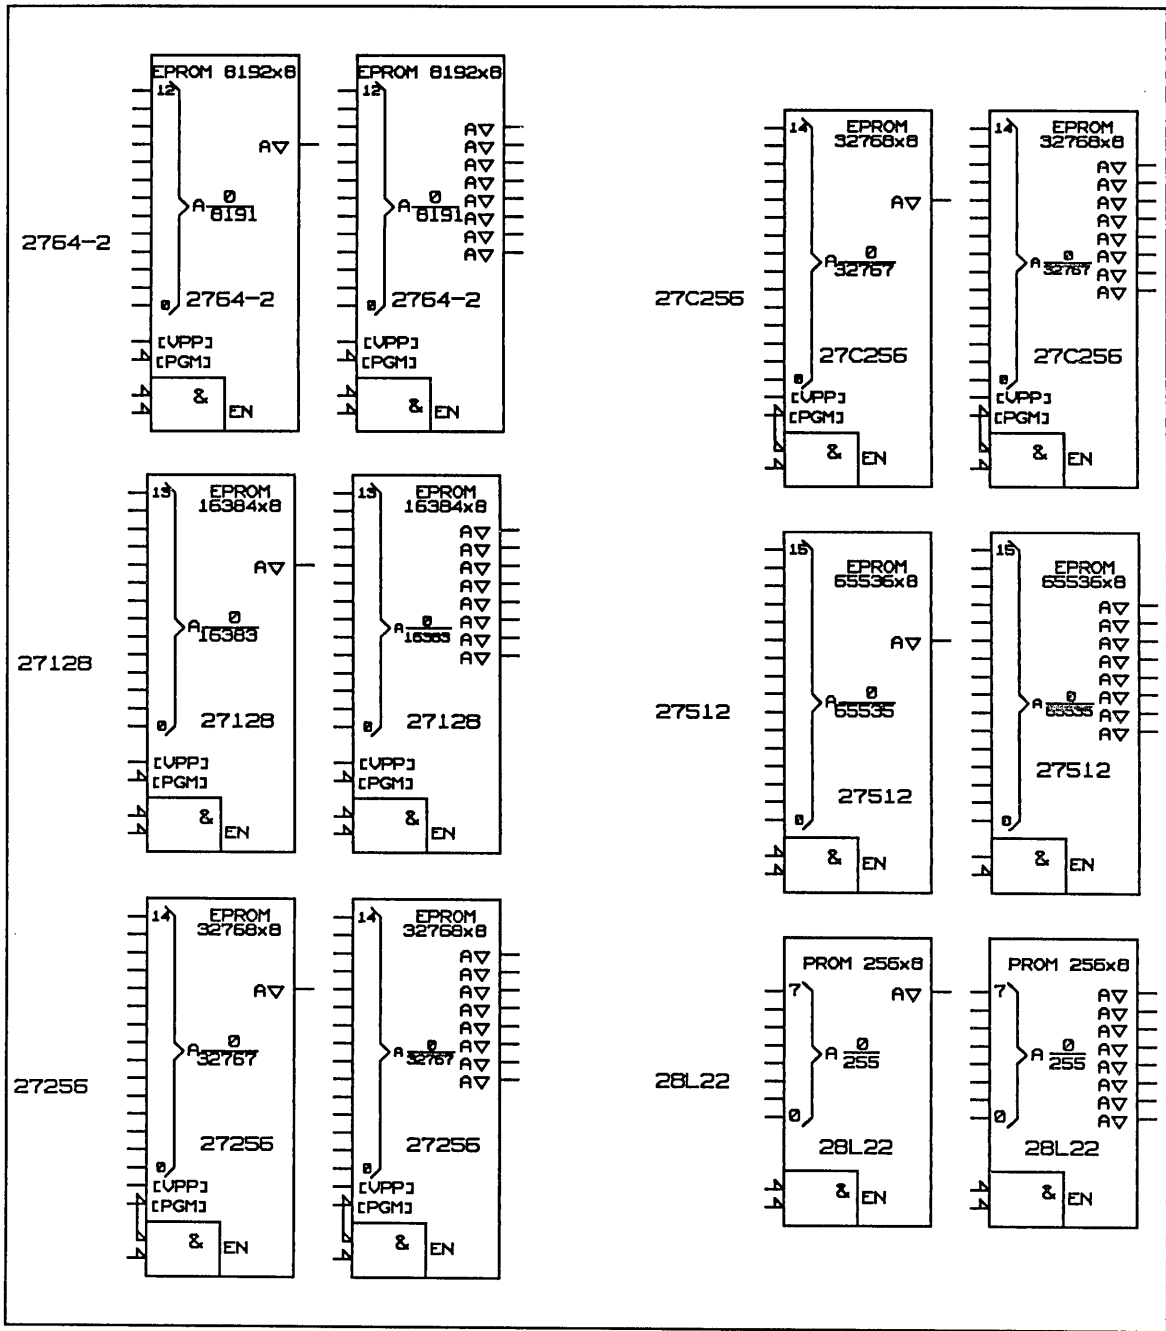 2764-2
EPROM 8192x8
12
A▽
A 0
8191
0
2764-2
[VPP]
[PGM]
&
EN
EPROM 8192x8
12
A▽
A▽
A▽
A▽
A▽
A▽
A▽
A▽
A 0
8191
0
2764-2
[VPP]
[PGM]
&
EN
27128
13
EPROM
16384x8
A▽
A 0
16383
27128
0
[VPP]
[PGM]
&
EN
13
EPROM
16384x8
A▽
A▽
A▽
A▽
A▽
A▽
A▽
A▽
A 0
16383
27128
0
[VPP]
[PGM]
&
EN
27256
14
EPROM
32768x8
A▽
A 0
32767
27256
0
[VPP]
[PGM]
&
EN
14
EPROM
32768x8
A▽
A▽
A▽
A▽
A▽
A▽
A▽
A▽
A 0
32767
27256
0
[VPP]
[PGM]
&
EN
27C256
14
EPROM
32768x8
A▽
A 0
32767
27C256
0
[VPP]
[PGM]
&
EN
14
EPROM
32768x8
A▽
A▽
A▽
A▽
A▽
A▽
A▽
A▽
A 0
32767
27C256
0
[VPP]
[PGM]
&
EN
27512
15
EPROM
65536x8
A▽
A 0
65535
27512
0
&
EN
15
EPROM
65536x8
A▽
A▽
A▽
A▽
A▽
A▽
A▽
A▽
A 0
65535
27512
0
&
EN
28L22
PROM 256x8
7
A▽
A 0
255
0
28L22
&
EN
PROM 256x8
7
A▽
A▽
A▽
A▽
A▽
A▽
A▽
A▽
A 0
255
0
28L22
&
EN